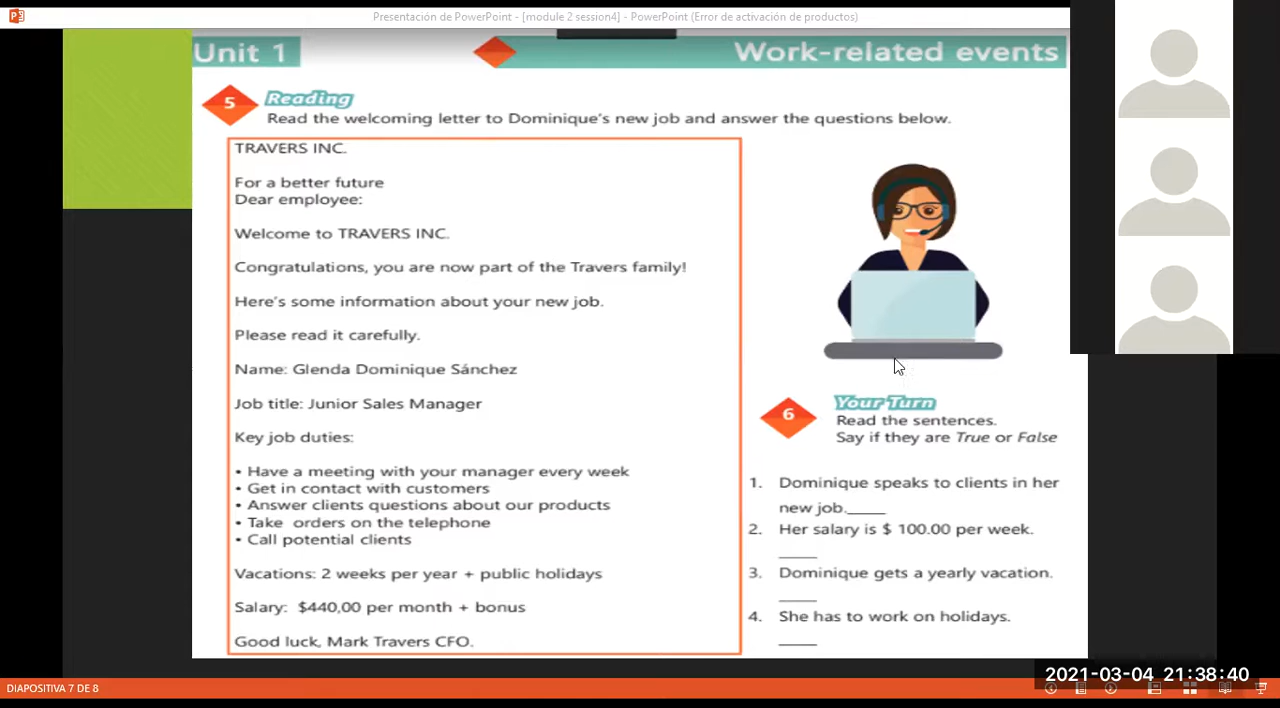 Presentación de PowerPoint - [module 2 session4] - PowerPoint (Error de activación de productos)
Unit 1
Work-related events
5
Reading
Read the welcoming letter to Dominique's new job and answer the questions below.
TRAVERS INC.
For a better future
Dear employee:
Welcome to TRAVERS INC.
Congratulations, you are now part of the Travers family!
Here's some information about your new job.
Please read it carefully.
Name: Glenda Dominique Sánchez
Job title: Junior Sales Manager
Key job duties:
• Have a meeting with your manager every week
• Get in contact with customers
• Answer clients questions about our products
• Take orders on the telephone
• Call potential clients
Vacations: 2 weeks per year + public holidays
Salary: $440,00 per month + bonus
Good luck, Mark Travers CFO.
6
Your Turn
Read the sentences.
Say if they are True or False
1. Dominique speaks to clients in her
new job.____
2. Her salary is $ 100.00 per week.
____
3. Dominique gets a yearly vacation.
____
4. She has to work on holidays.
____
2021-03-04 21:38:40
DIAPOSITIVA 7 DE 8